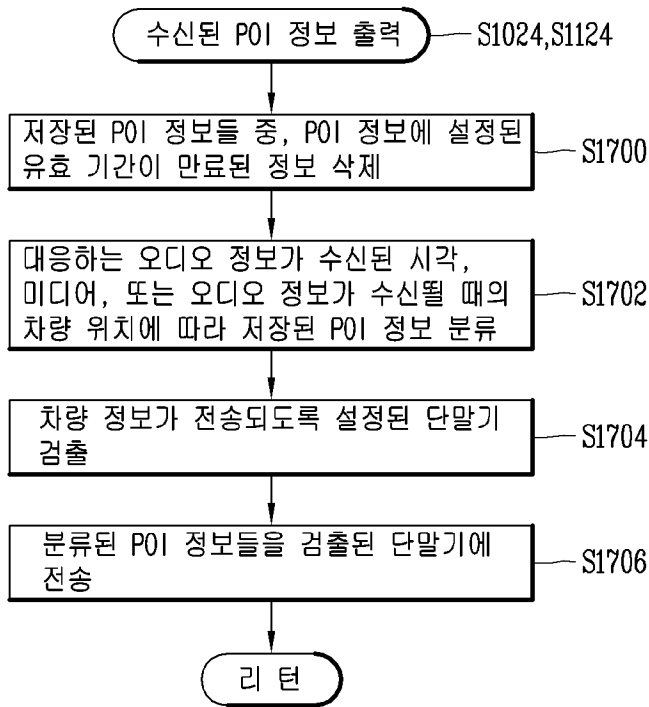 수신된 POI 정보 출력
S1024,S1124
저장된 POI 정보들 중, POI 정보에 설정된
유효 기간이 만료된 정보 삭제
S1700
대응하는 오디오 정보가 수신된 시각,
미디어, 또는 오디오 정보가 수신뙬 때의
차량 위치에 따라 저장된 POI 정보 분류
S1702
차량 정보가 전송되도록 설정된 단말기
검출
S1704
분류된 POI 정보들을 검출된 단말기에
전송
S1706
리 턴